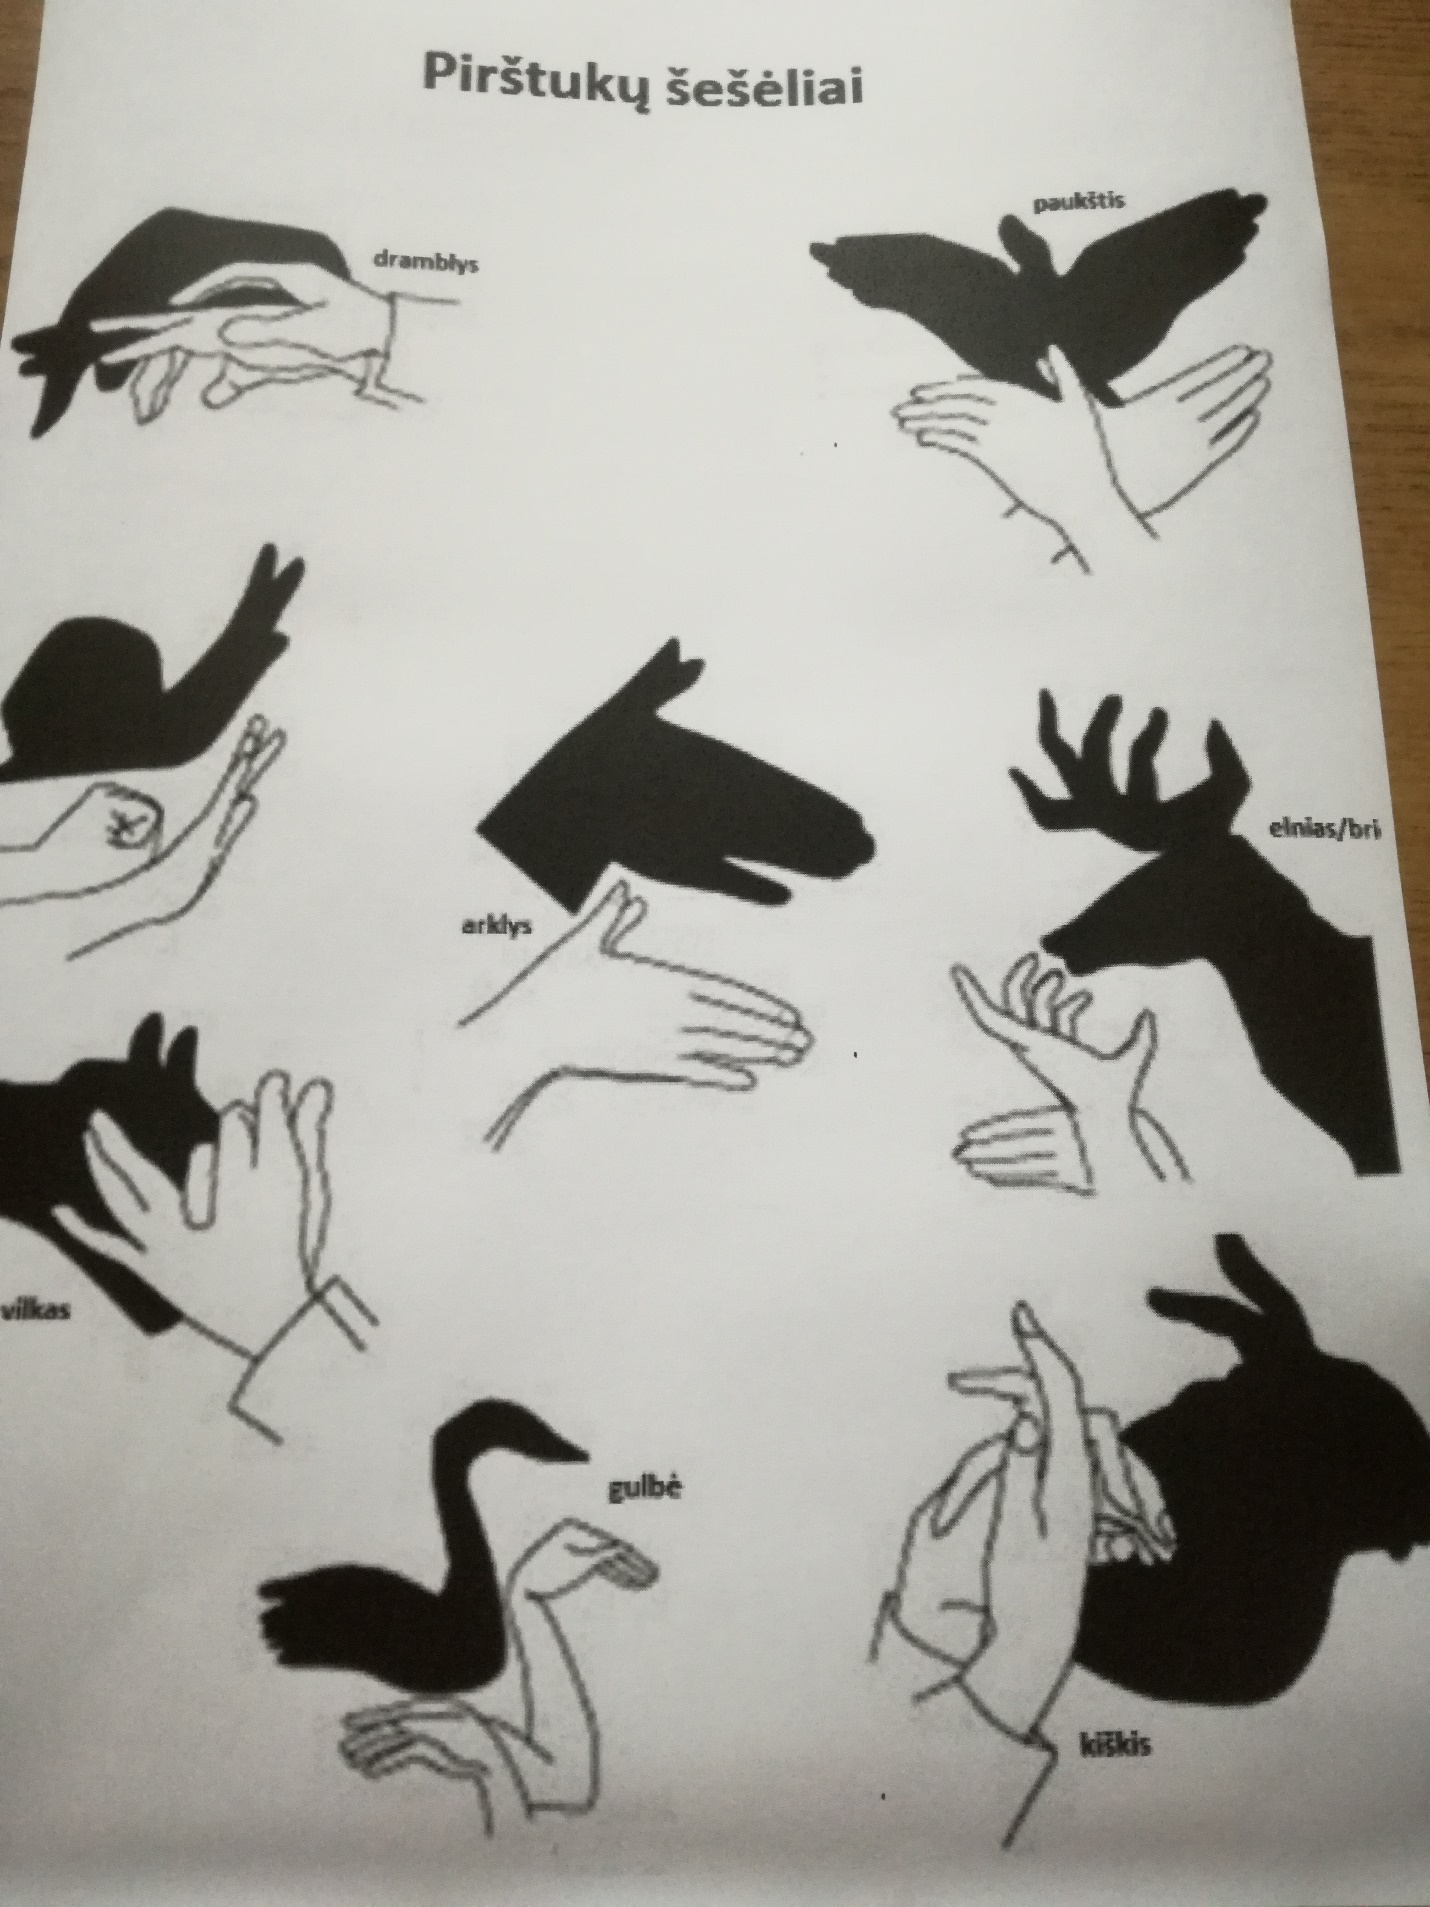 Pirštukų šešėliai
dramblys
paukštis
elnias/bri
arklys
vilkas
gulbė
kiškis